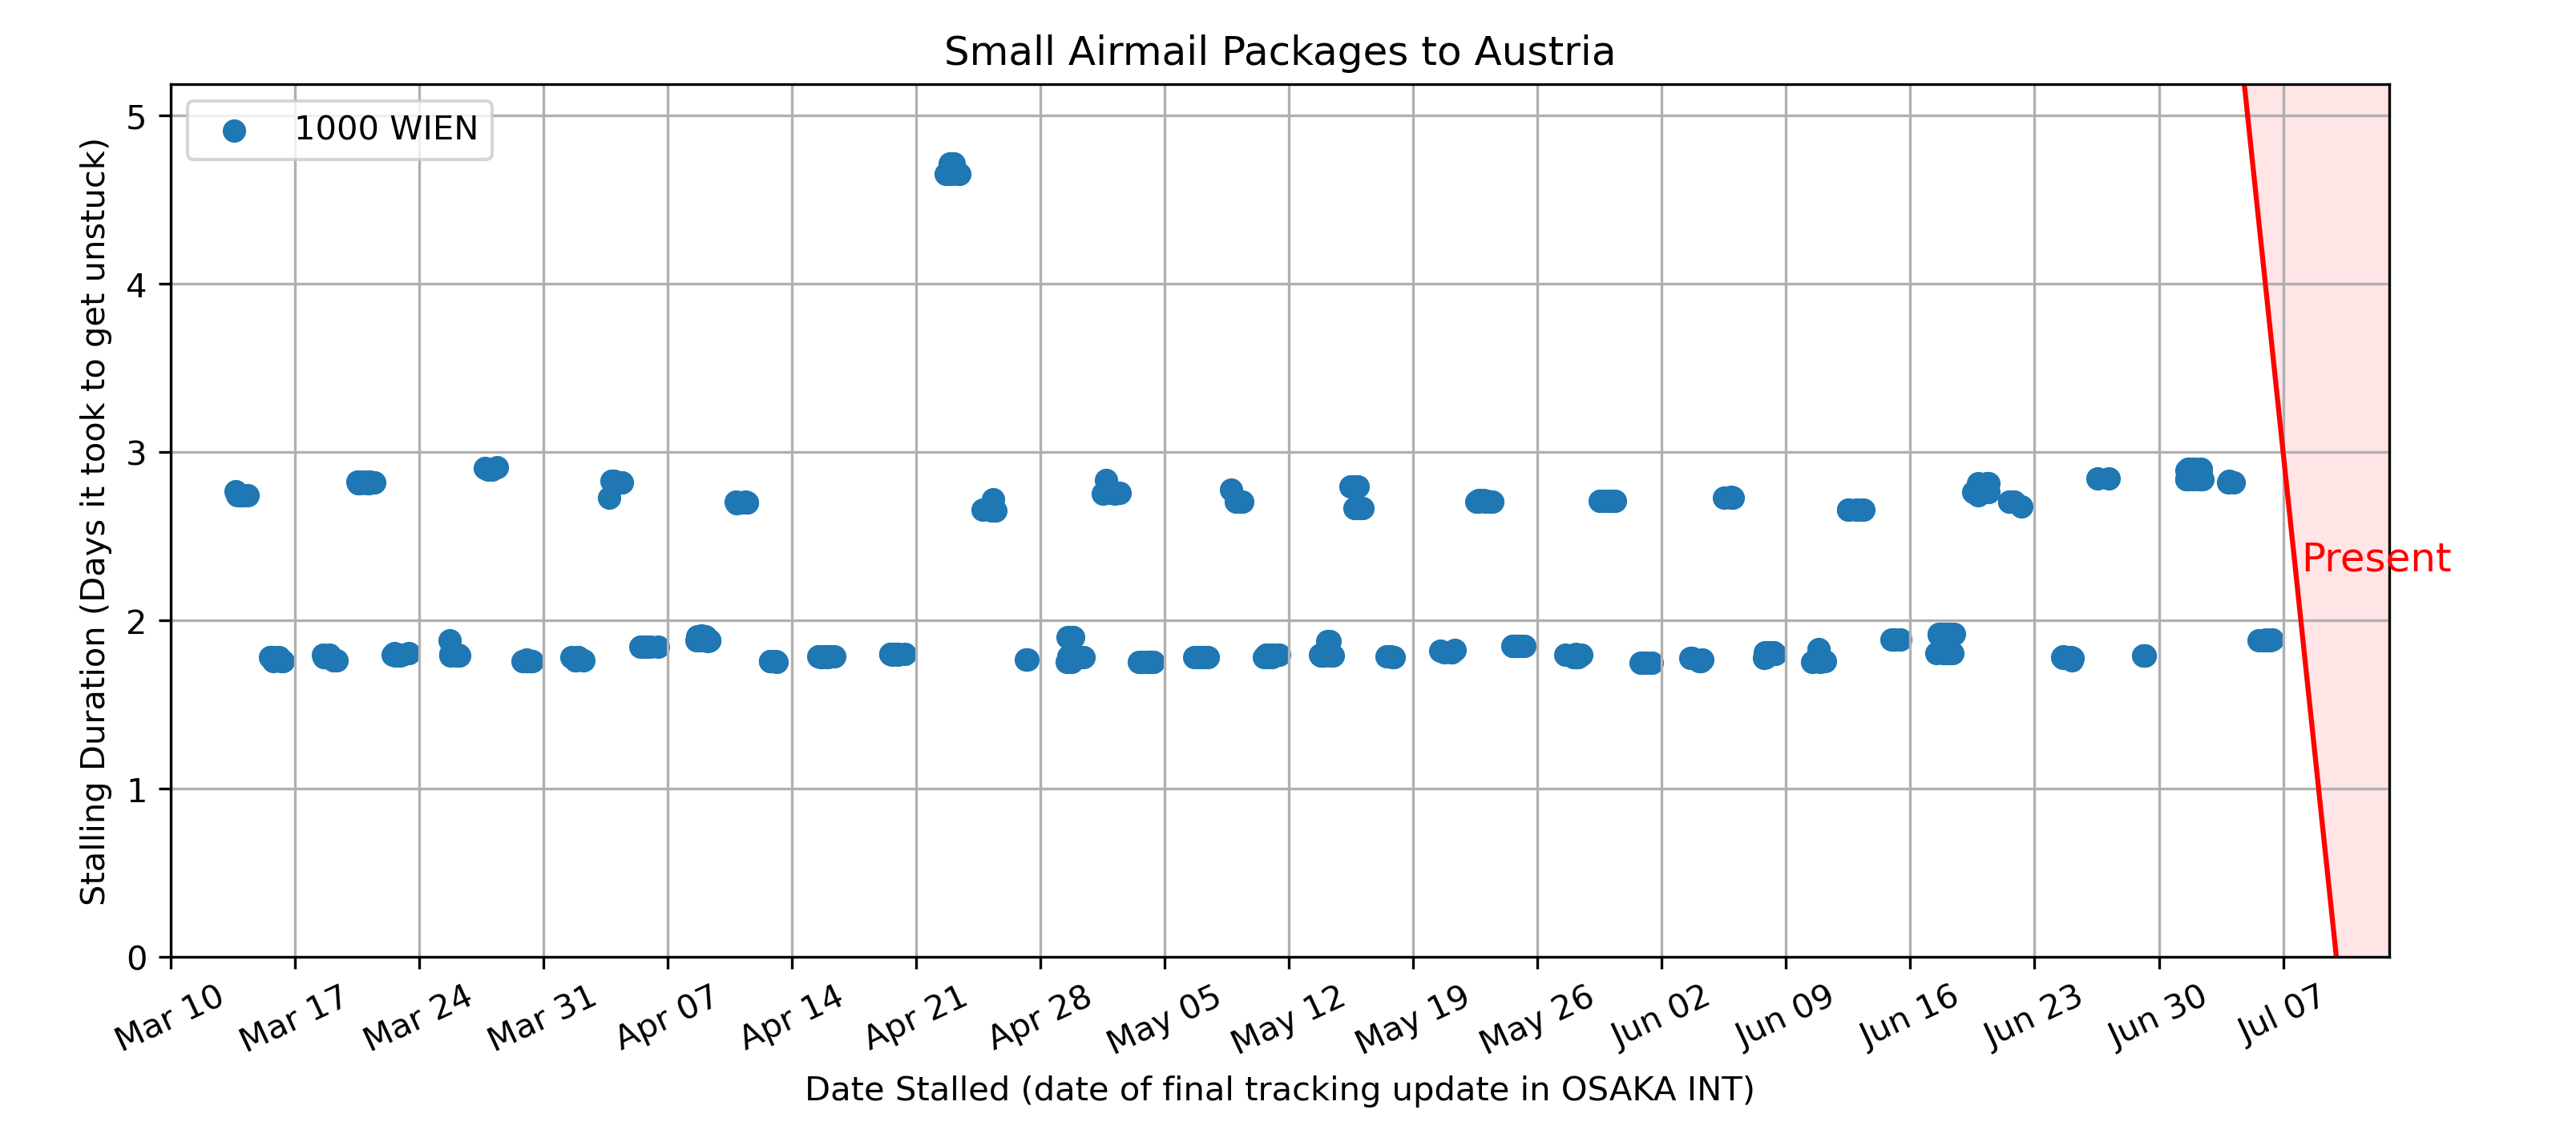 Small Airmail Packages to Austria
1000 WIEN
Stalling Duration (Days it took to get unstuck)
5
4
3
2
1
0
Present
Mar 10
Mar 17
Mar 24
Mar 31
Apr 07
Apr 14
Apr 21
Apr 28
May 05
May 12
May 19
May 26
Jun 02
Jun 09
Jun 16
Jun 23
Jun 30
Jul 07
Date Stalled (date of final tracking update in OSAKA INT)